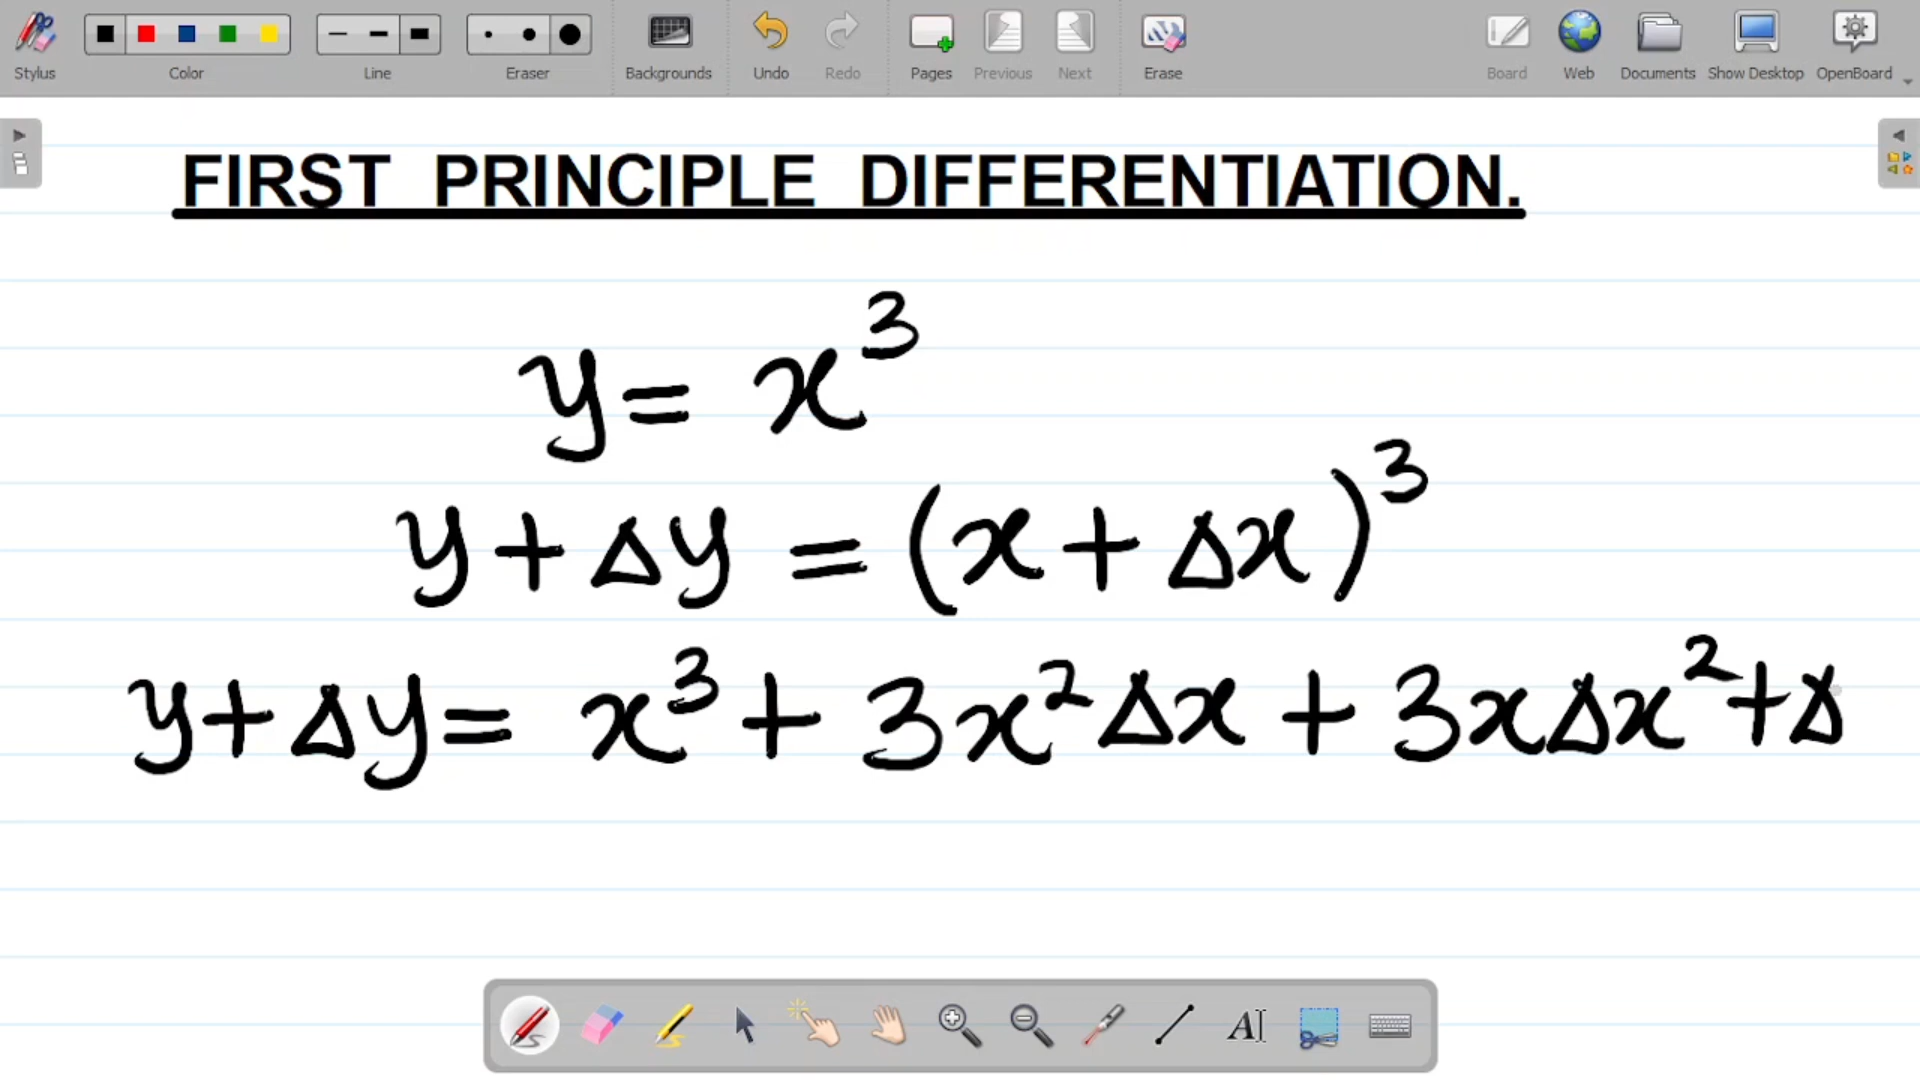 Stylus Color Line Eraser Backgrounds Undo Redo Pages Previous Next Erase Board Web Documents Show Desktop OpenBoard
FIRST PRINCIPLE DIFFERENTIATION.
y = x³
y + Δy = (x + Δx)³
y + Δy = x³ + 3x²Δx + 3xΔx² + Δ
AI